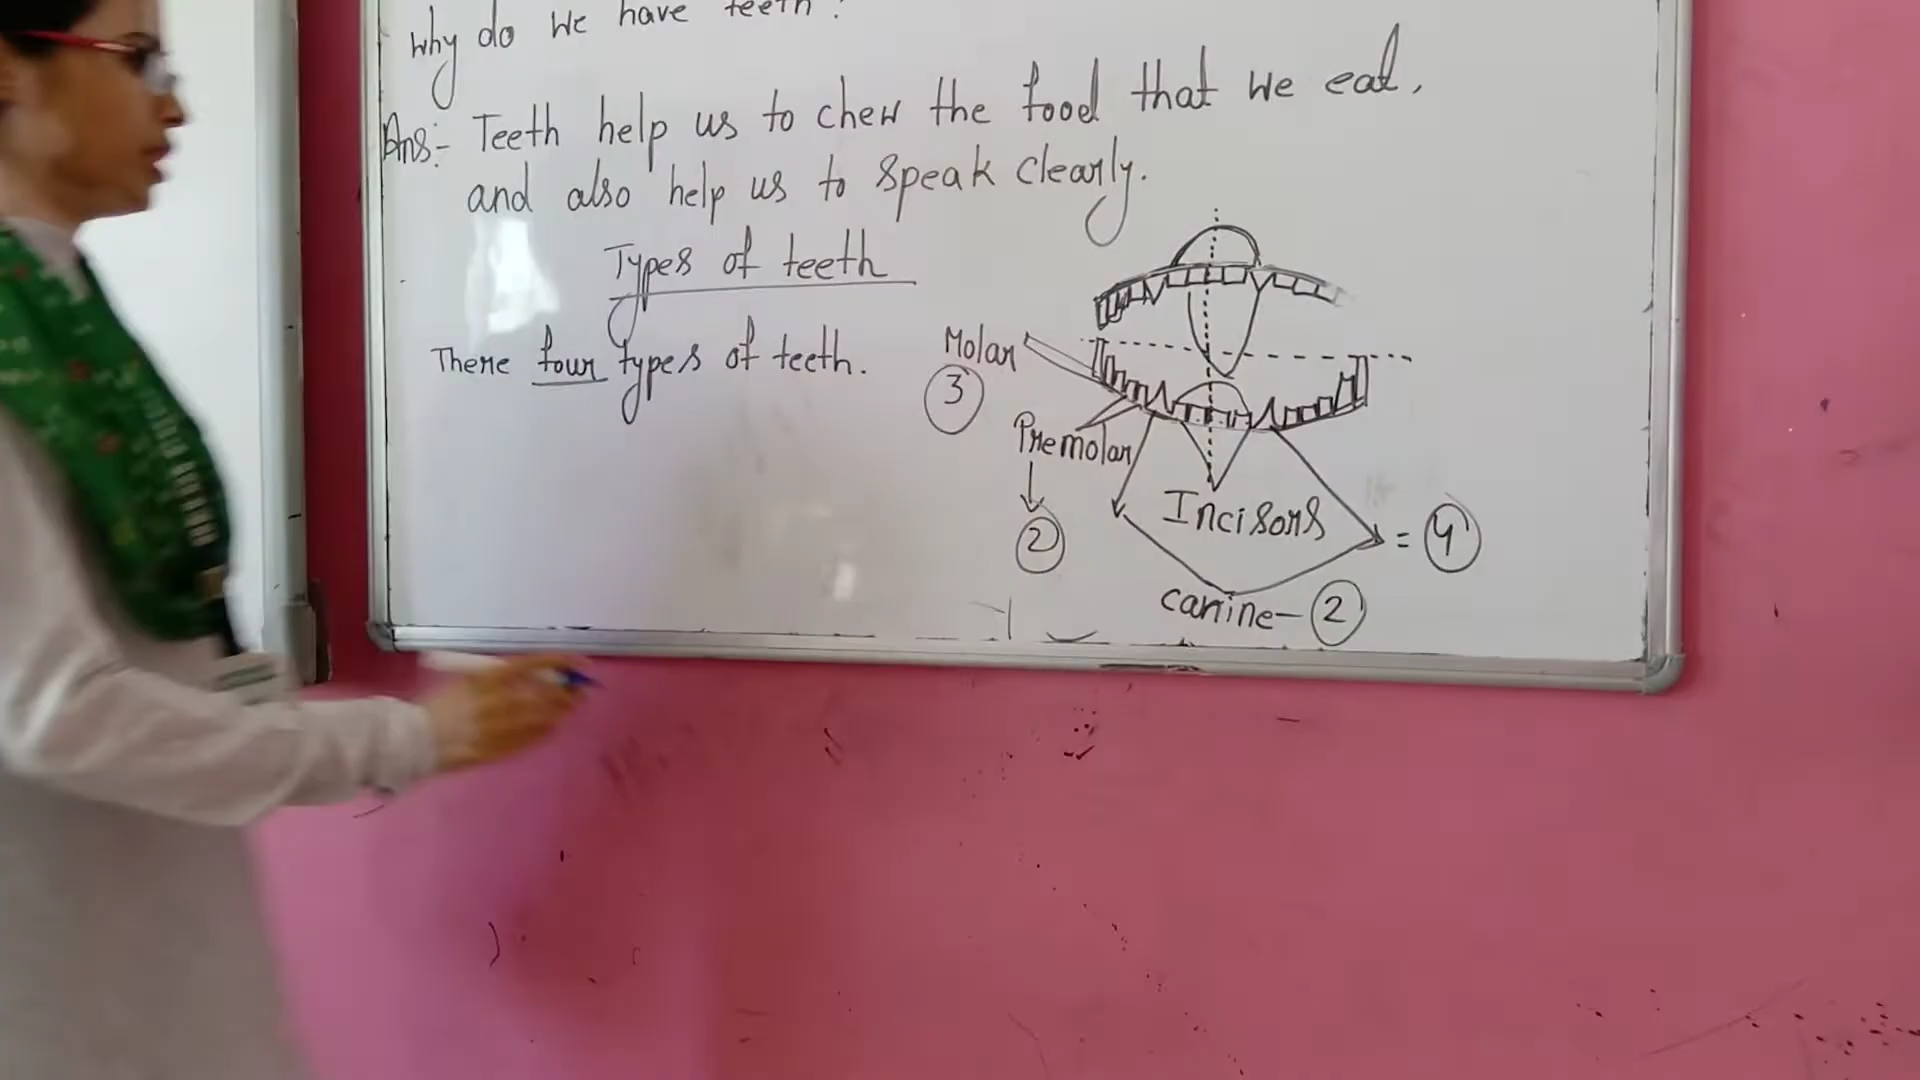 Why do we have teeth?
Ans:- Teeth help us to chew the food that we eat,
and also help us to speak clearly.
Types of teeth
There four types of teeth.
Molar
3
Premolar
2
Incisors = 4
canine - 2